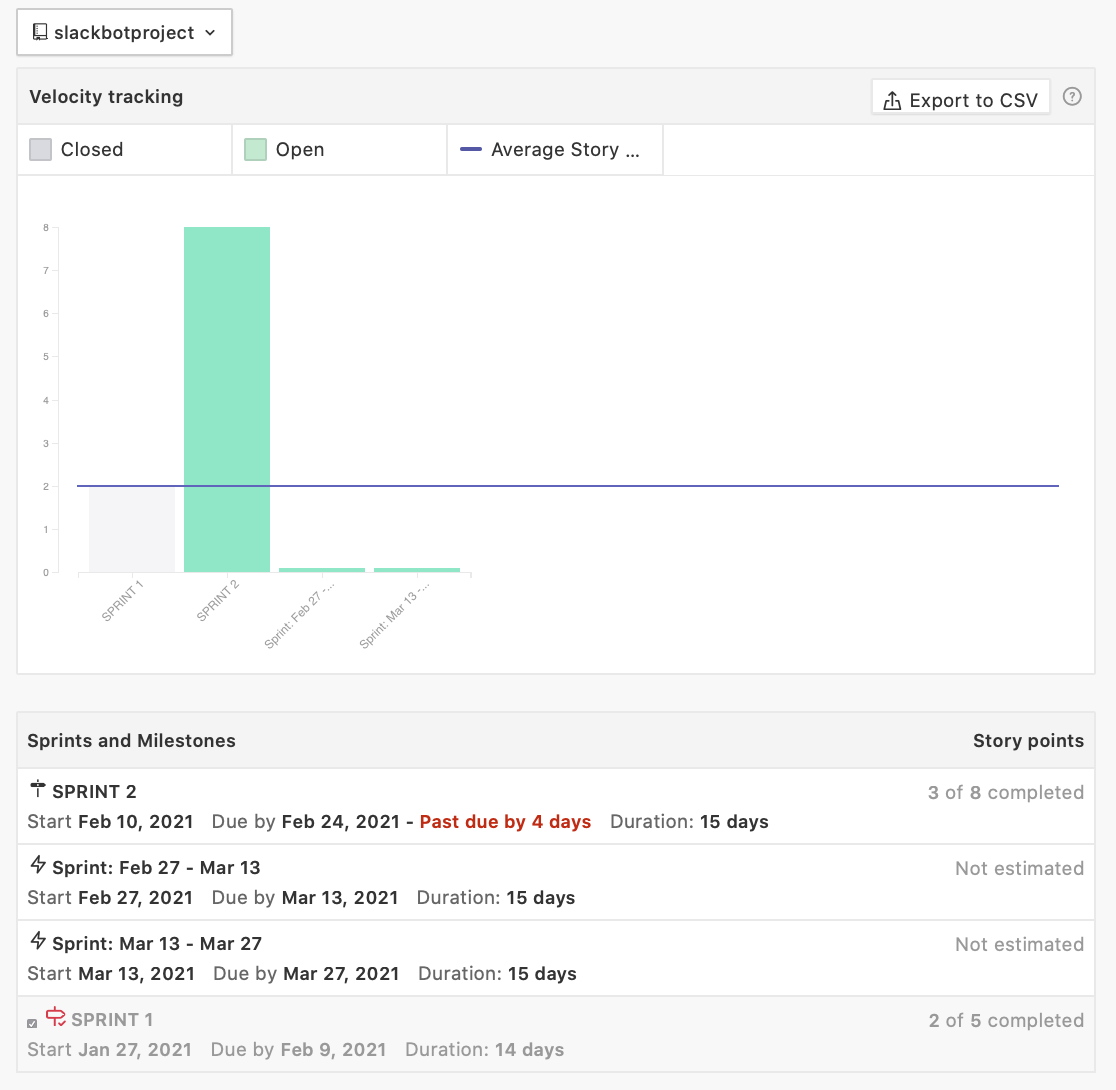 slackbotproject
Velocity tracking Export to CSV ?
Closed Open Average Story ...
8
7
6
5
4
3
2
1
0
SPRINT 1 SPRINT 2 Sprint: Feb 27 -... Sprint: Mar 13 -...
Sprints and Milestones Story points
SPRINT 2 3 of 8 completed
Start Feb 10, 2021 Due by Feb 24, 2021 - Past due by 4 days Duration: 15 days
Sprint: Feb 27 - Mar 13 Not estimated
Start Feb 27, 2021 Due by Mar 13, 2021 Duration: 15 days
Sprint: Mar 13 - Mar 27 Not estimated
Start Mar 13, 2021 Due by Mar 27, 2021 Duration: 15 days
SPRINT 1 2 of 5 completed
Start Jan 27, 2021 Due by Feb 9, 2021 Duration: 14 days